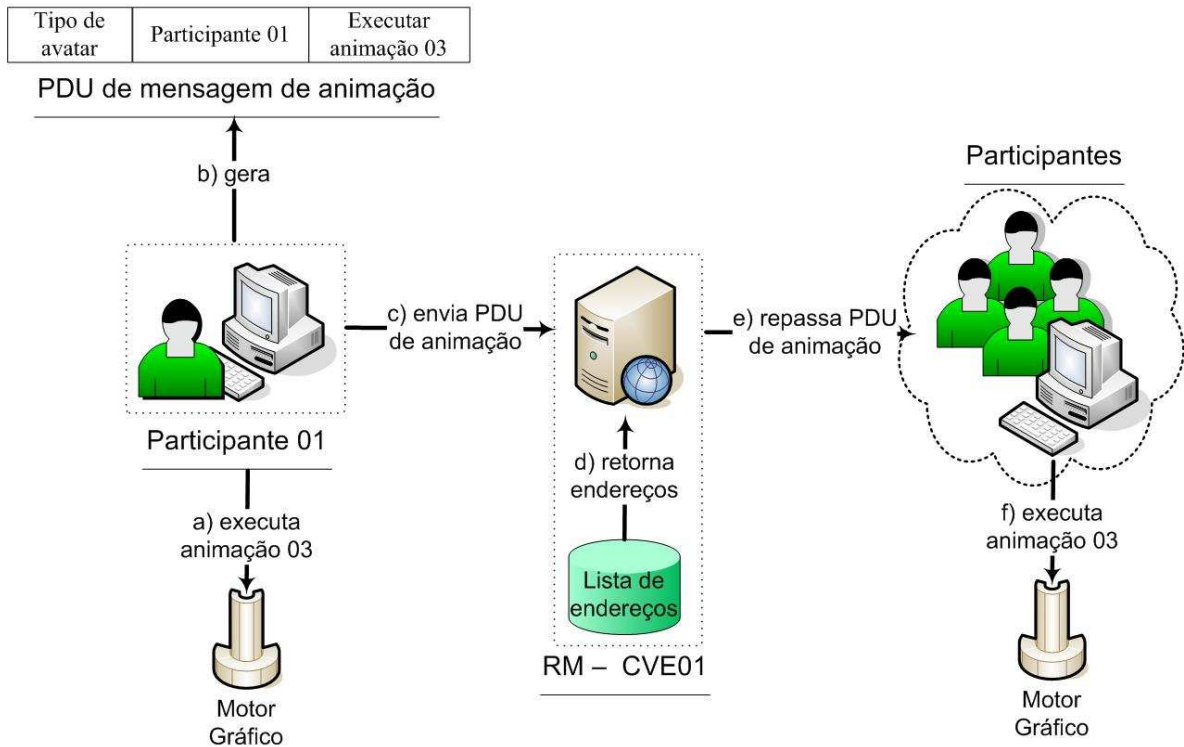 Tipo de
avatar
Participante 01
Executar
animação 03
PDU de mensagem de animação
b) gera
Participantes
c) envia PDU
de animação
e) repassa PDU
de animação
Participante 01
d) retorna
endereços
a) executa
animação 03
f) executa
animação 03
Lista de
endereços
RM – CVE01
Motor
Gráfico
Motor
Gráfico